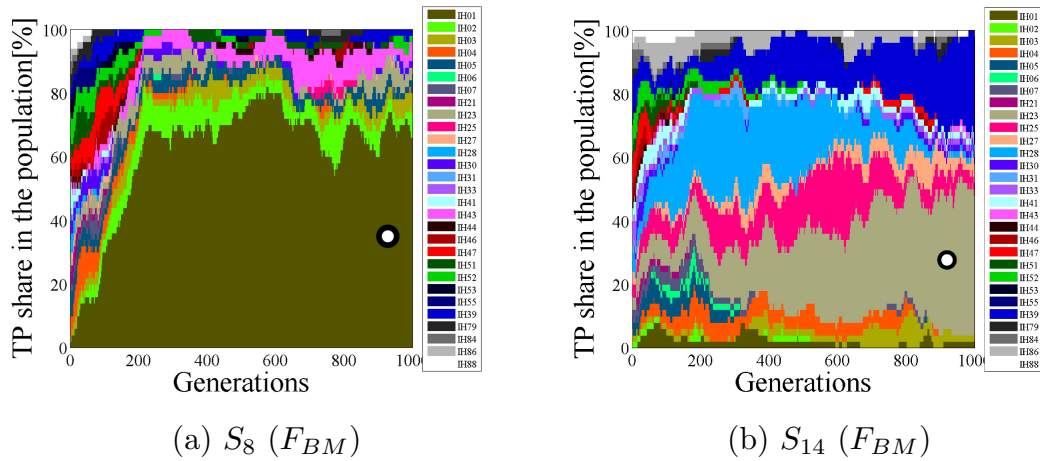 TP share in the population[%]
100
80
60
40
20
0
0
200
400
600
800
1000
Generations
IH01
IH02
IH03
IH04
IH05
IH06
IH07
IH21
IH23
IH25
IH27
IH28
IH30
IH31
IH33
IH41
IH43
IH44
IH46
IH47
IH51
IH52
IH53
IH55
IH39
IH79
IH84
IH86
IH88
(a) S8 (FBM)
TP share in the population[%]
100
80
60
40
20
0
0
200
400
600
800
1000
Generations
IH01
IH02
IH03
IH04
IH05
IH06
IH07
IH21
IH23
IH25
IH27
IH28
IH30
IH31
IH33
IH41
IH43
IH44
IH46
IH47
IH51
IH52
IH53
IH55
IH39
IH79
IH84
IH86
IH88
(b) S14 (FBM)